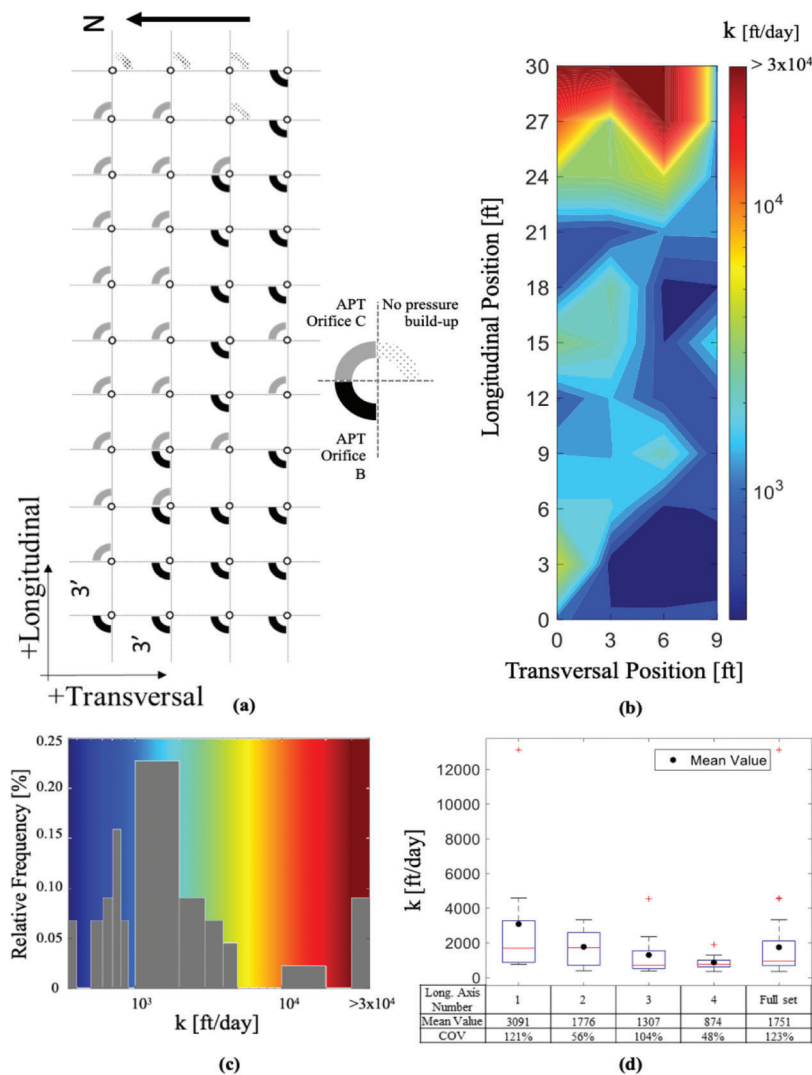 N
APT
Orifice C
No pressure
build-up
APT
Orifice
B
3'
3'
+Longitudinal
+Transversal
(a)
k [ft/day]
>3x10⁴
10⁴
10³
30
27
24
21
18
15
12
9
6
3
0
Longitudinal Position [ft]
0 3 6 9
Transversal Position [ft]
(b)
0.25
0.20
0.15
0.10
0.05
0
Relative Frequency [%]
10³ 10⁴ >3x10⁴
k [ft/day]
(c)
Mean Value
12000
10000
8000
6000
4000
2000
0
k [ft/day]
Long. Axis
Number 1 2 3 4 Full set
Mean Value 3091 1776 1307 874 1751
COV 121% 56% 104% 48% 123%
(d)